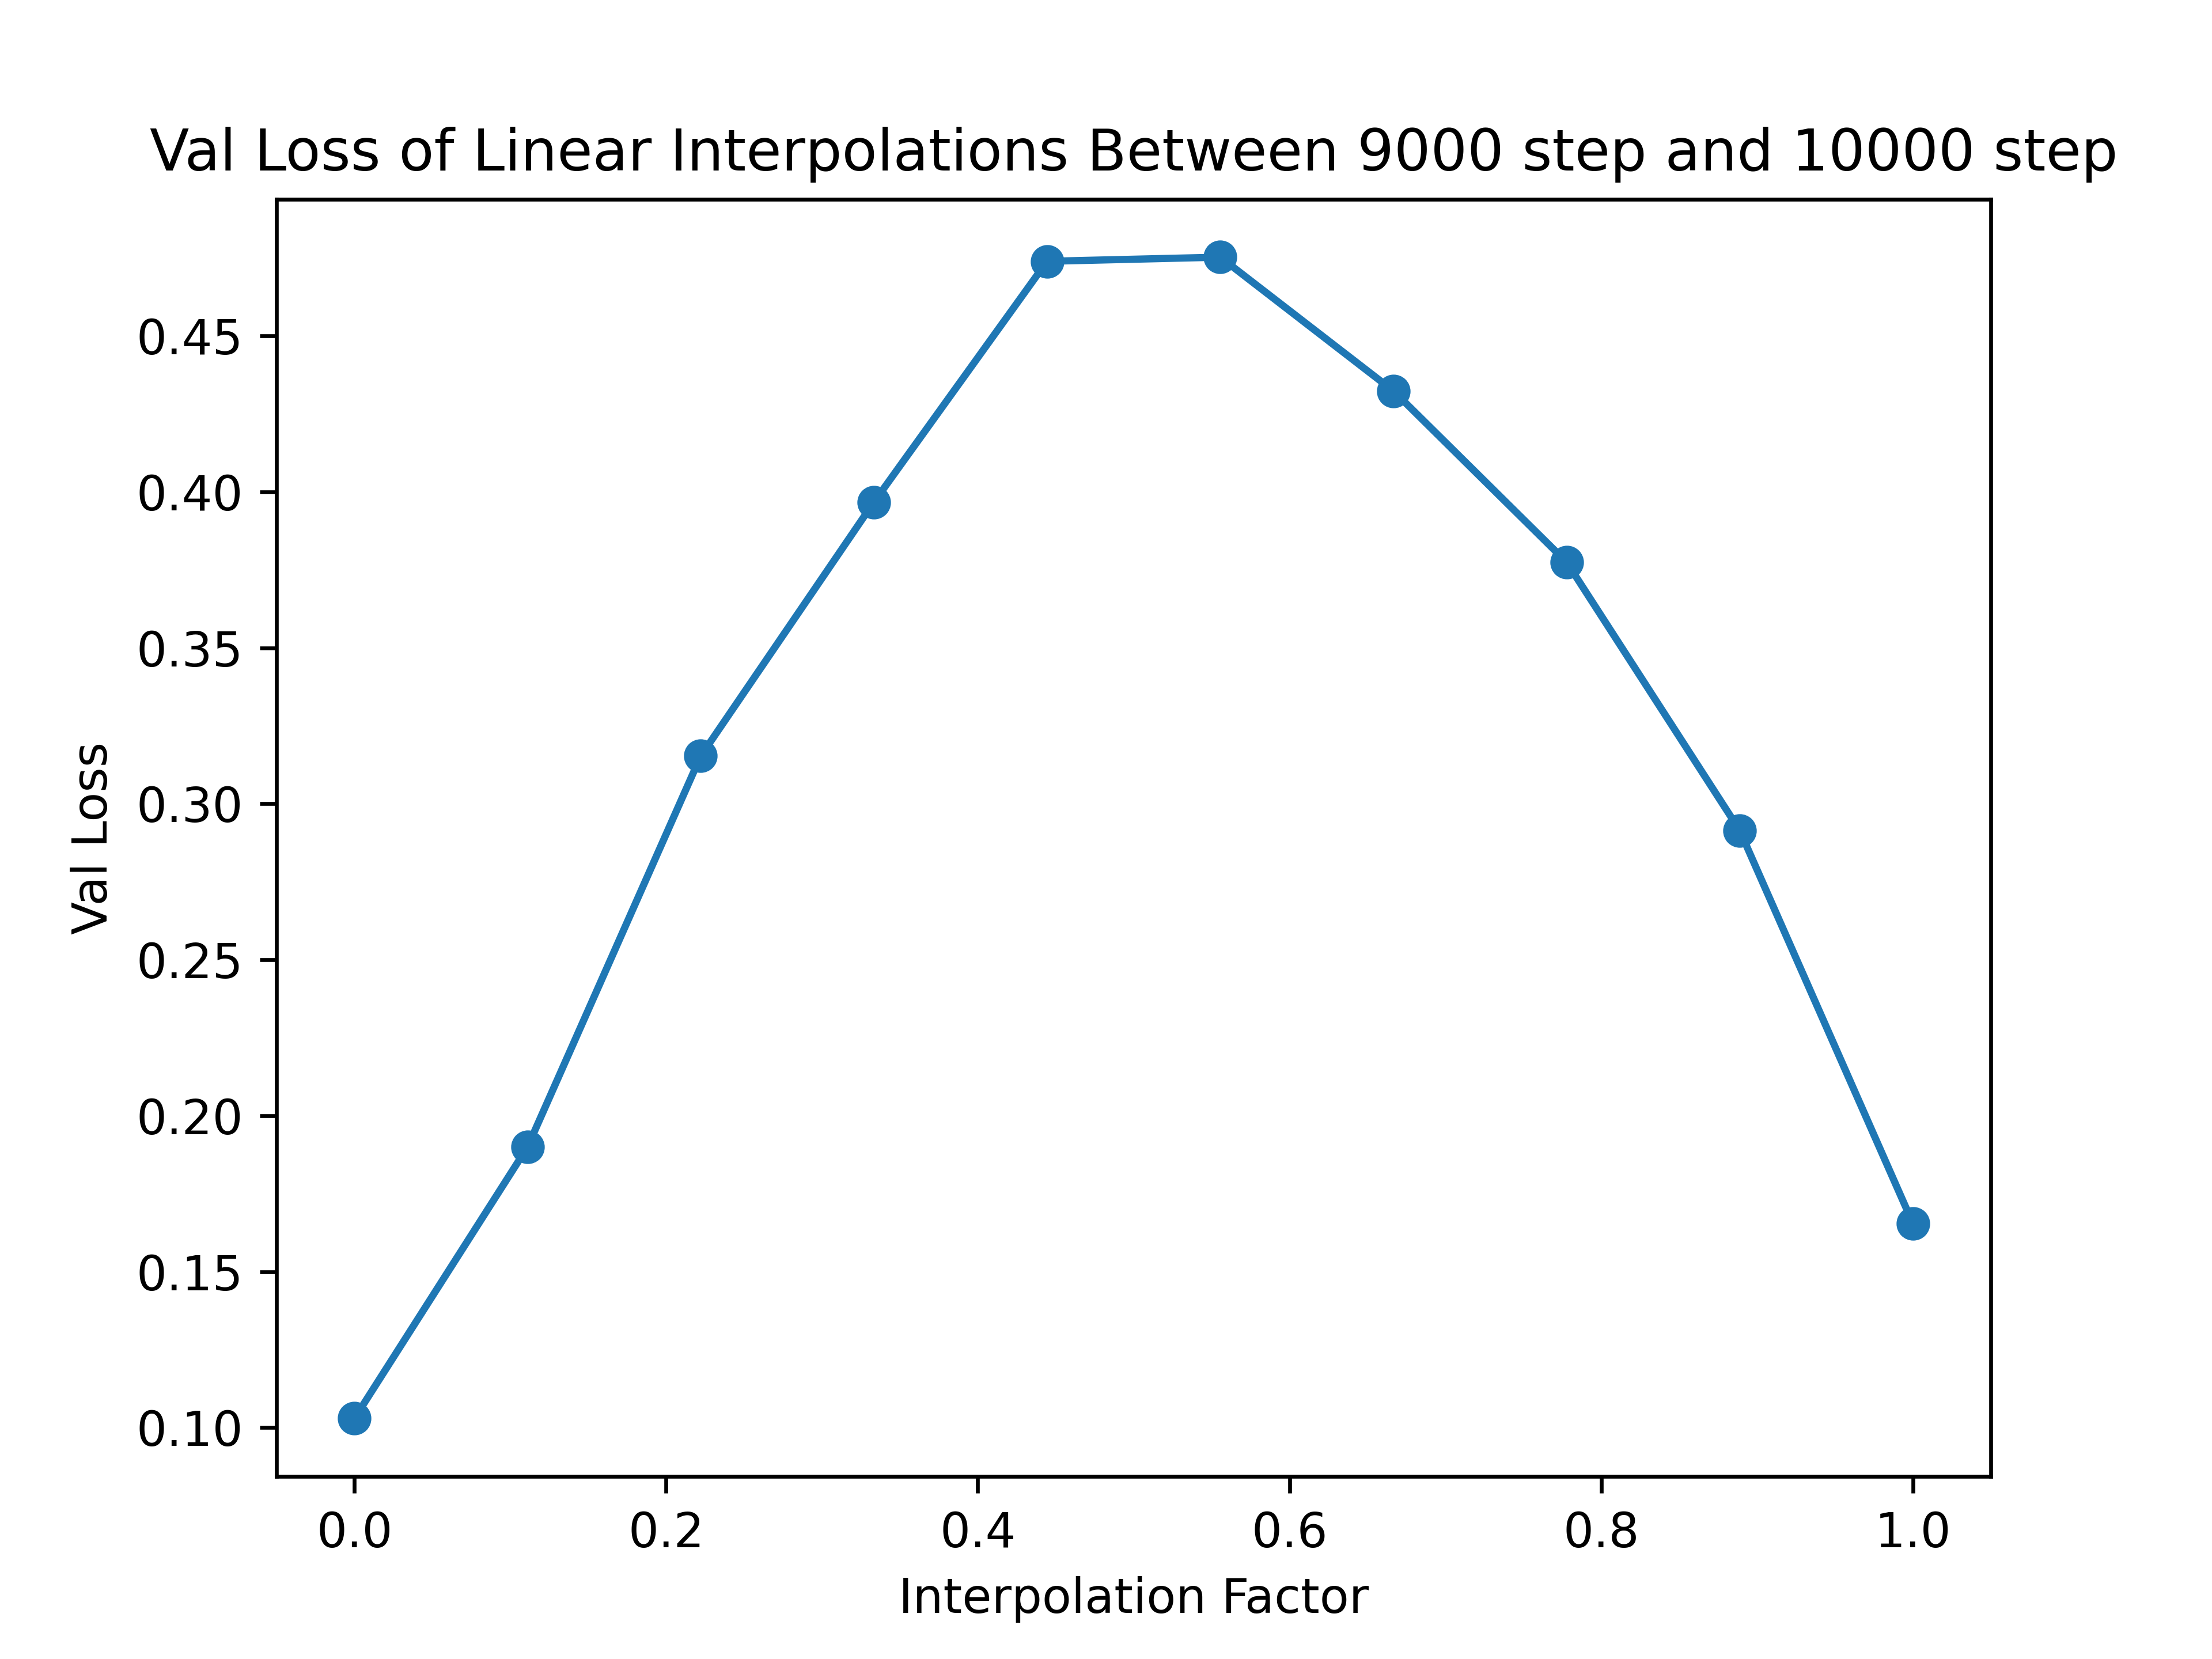 Val Loss of Linear Interpolations Between 9000 step and 10000 step
Val Loss
0.45
0.40
0.35
0.30
0.25
0.20
0.15
0.10
0.0 0.2 0.4 0.6 0.8 1.0
Interpolation Factor